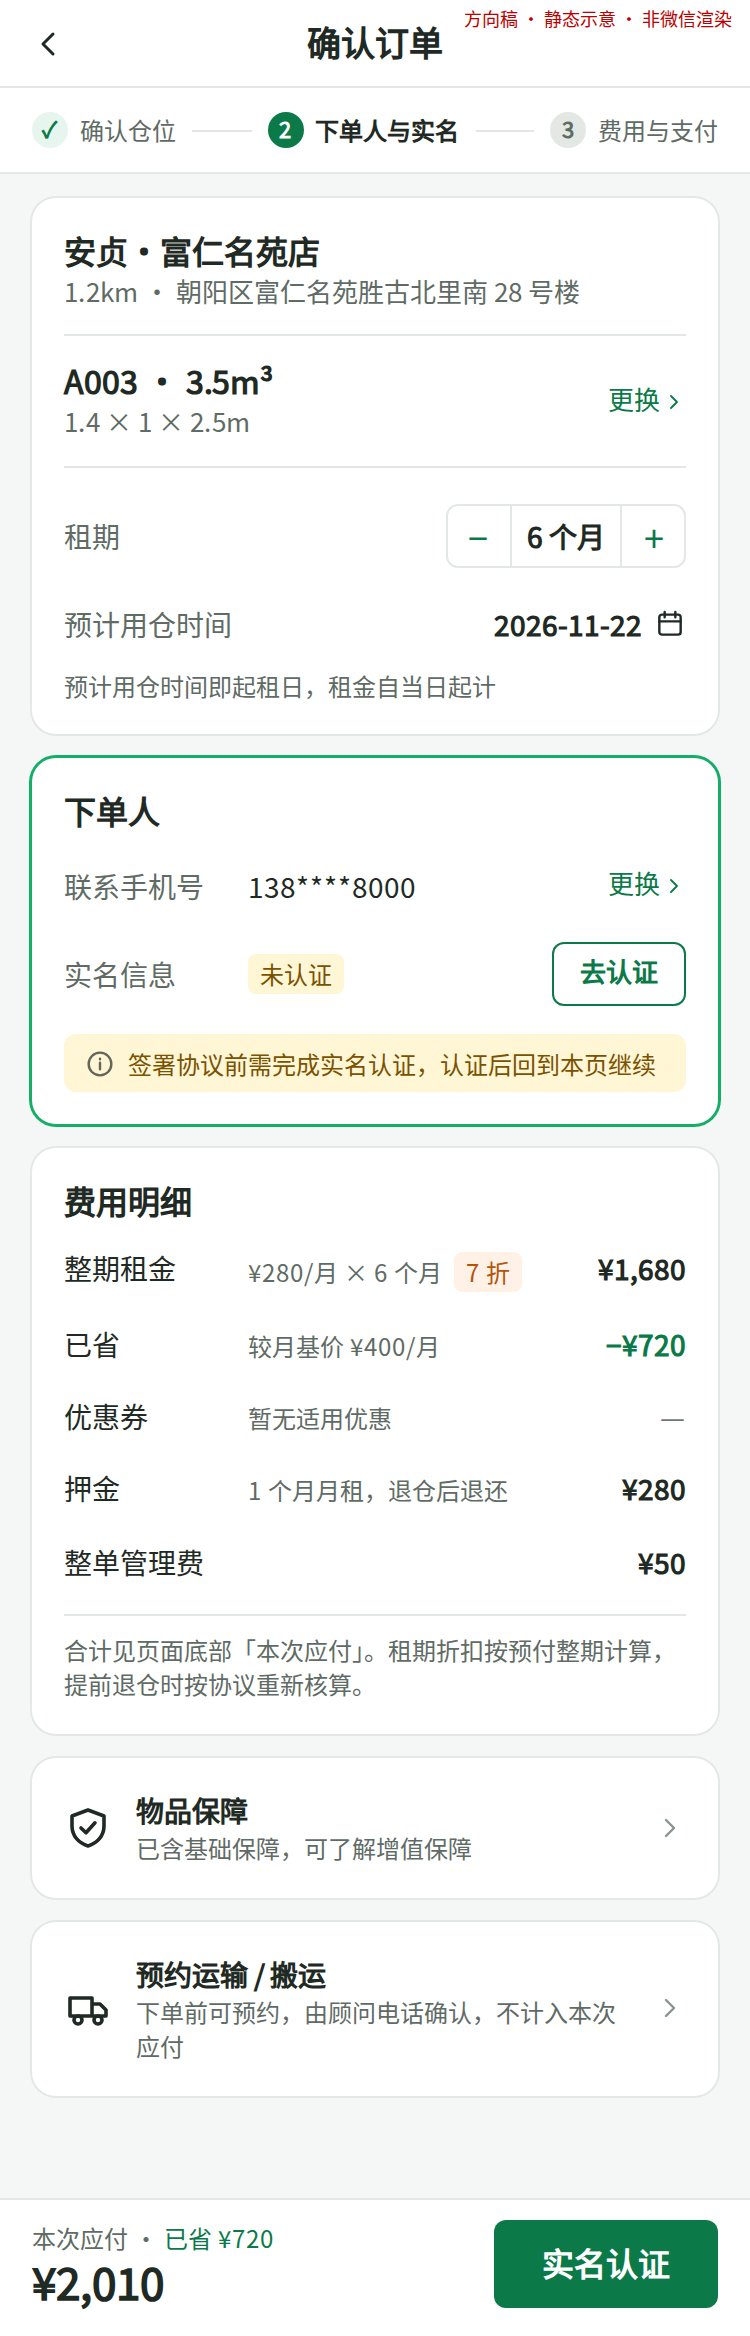 方向稿 · 静态示意 · 非微信渲染
确认订单
✓ 确认仓位 2 下单人与实名 3 费用与支付
安贞·富仁名苑店
1.2km · 朝阳区富仁名苑胜古北里南 28 号楼
A003 · 3.5m³
更换
1.4 × 1 × 2.5m
租期 − 6 个月 +
预计用仓时间 2026-11-22
预计用仓时间即起租日，租金自当日起计
下单人
联系手机号 138****8000 更换
实名信息 未认证 去认证
签署协议前需完成实名认证，认证后回到本页继续
费用明细
整期租金 ¥280/月 × 6 个月 7 折 ¥1,680
已省 较月基价 ¥400/月 −¥720
优惠券 暂无适用优惠 —
押金 1 个月月租，退仓后退还 ¥280
整单管理费 ¥50
合计见页面底部「本次应付」。租期折扣按预付整期计算，
提前退仓时按协议重新核算。
物品保障
已含基础保障，可了解增值保障
预约运输 / 搬运
下单前可预约，由顾问电话确认，不计入本次
应付
本次应付 · 已省 ¥720
¥2,010
实名认证